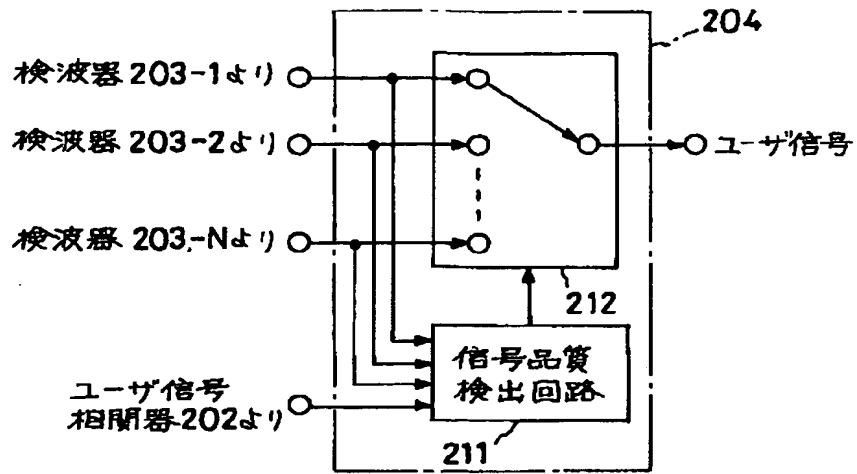 204
検波器203-1より
検波器203-2より
ユーザ信号
検波器203-Nより
212
信号品質
検出回路
ユーザ信号
相関器202より
211